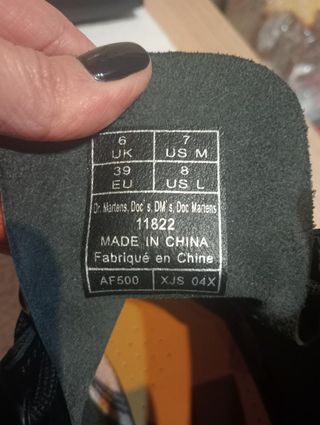 6 7
UK US M
39 8
EU US L
Dr. Martens, Doc's, DM's, Doc Martens
11822
MADE IN CHINA
Fabriqué en Chine
AF500 XJS 04X